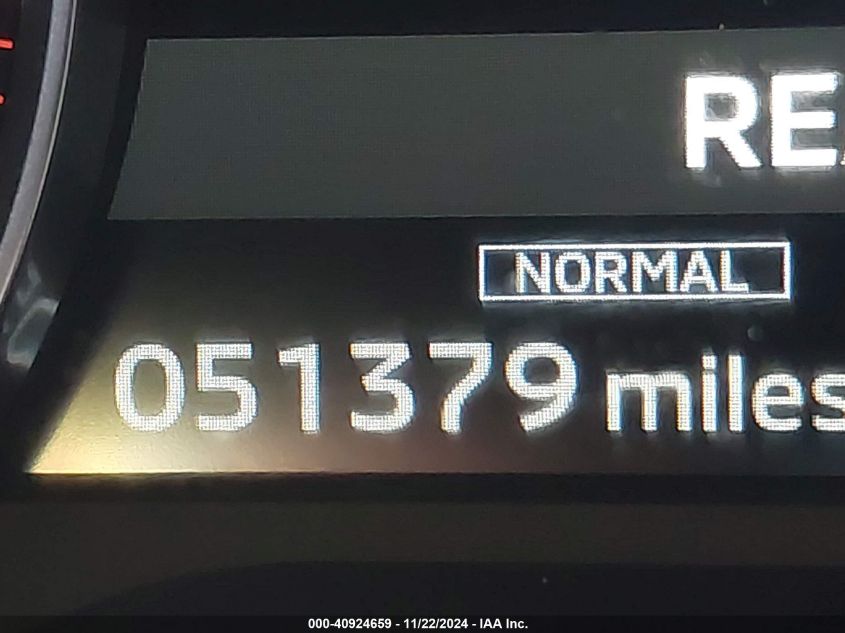 NORMAL
051379 miles
000-40924659 - 11/22/2024 - IAA Inc.